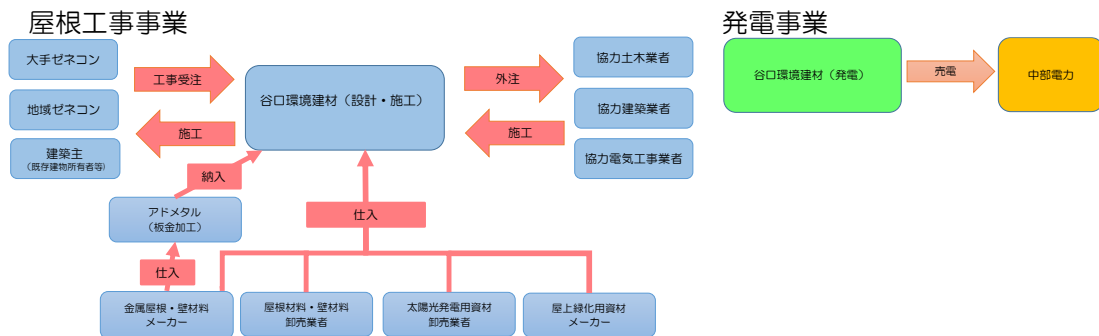 屋根工事事業
発電事業
大手ゼネコン
地域ゼネコン
建築主
(既存建物所有者等)
工事受注
施工
谷口環境建材（設計・施工）
外注
施工
協力土木業者
協力建築業者
協力電気工事業者
谷口環境建材（発電）
売電
中部電力
納入
アドメタル
（板金加工）
仕入
仕入
金属屋根・壁材料
メーカー
屋根材料・壁材料
卸売業者
太陽光発電用資材
卸売業者
屋上緑化用資材
メーカー